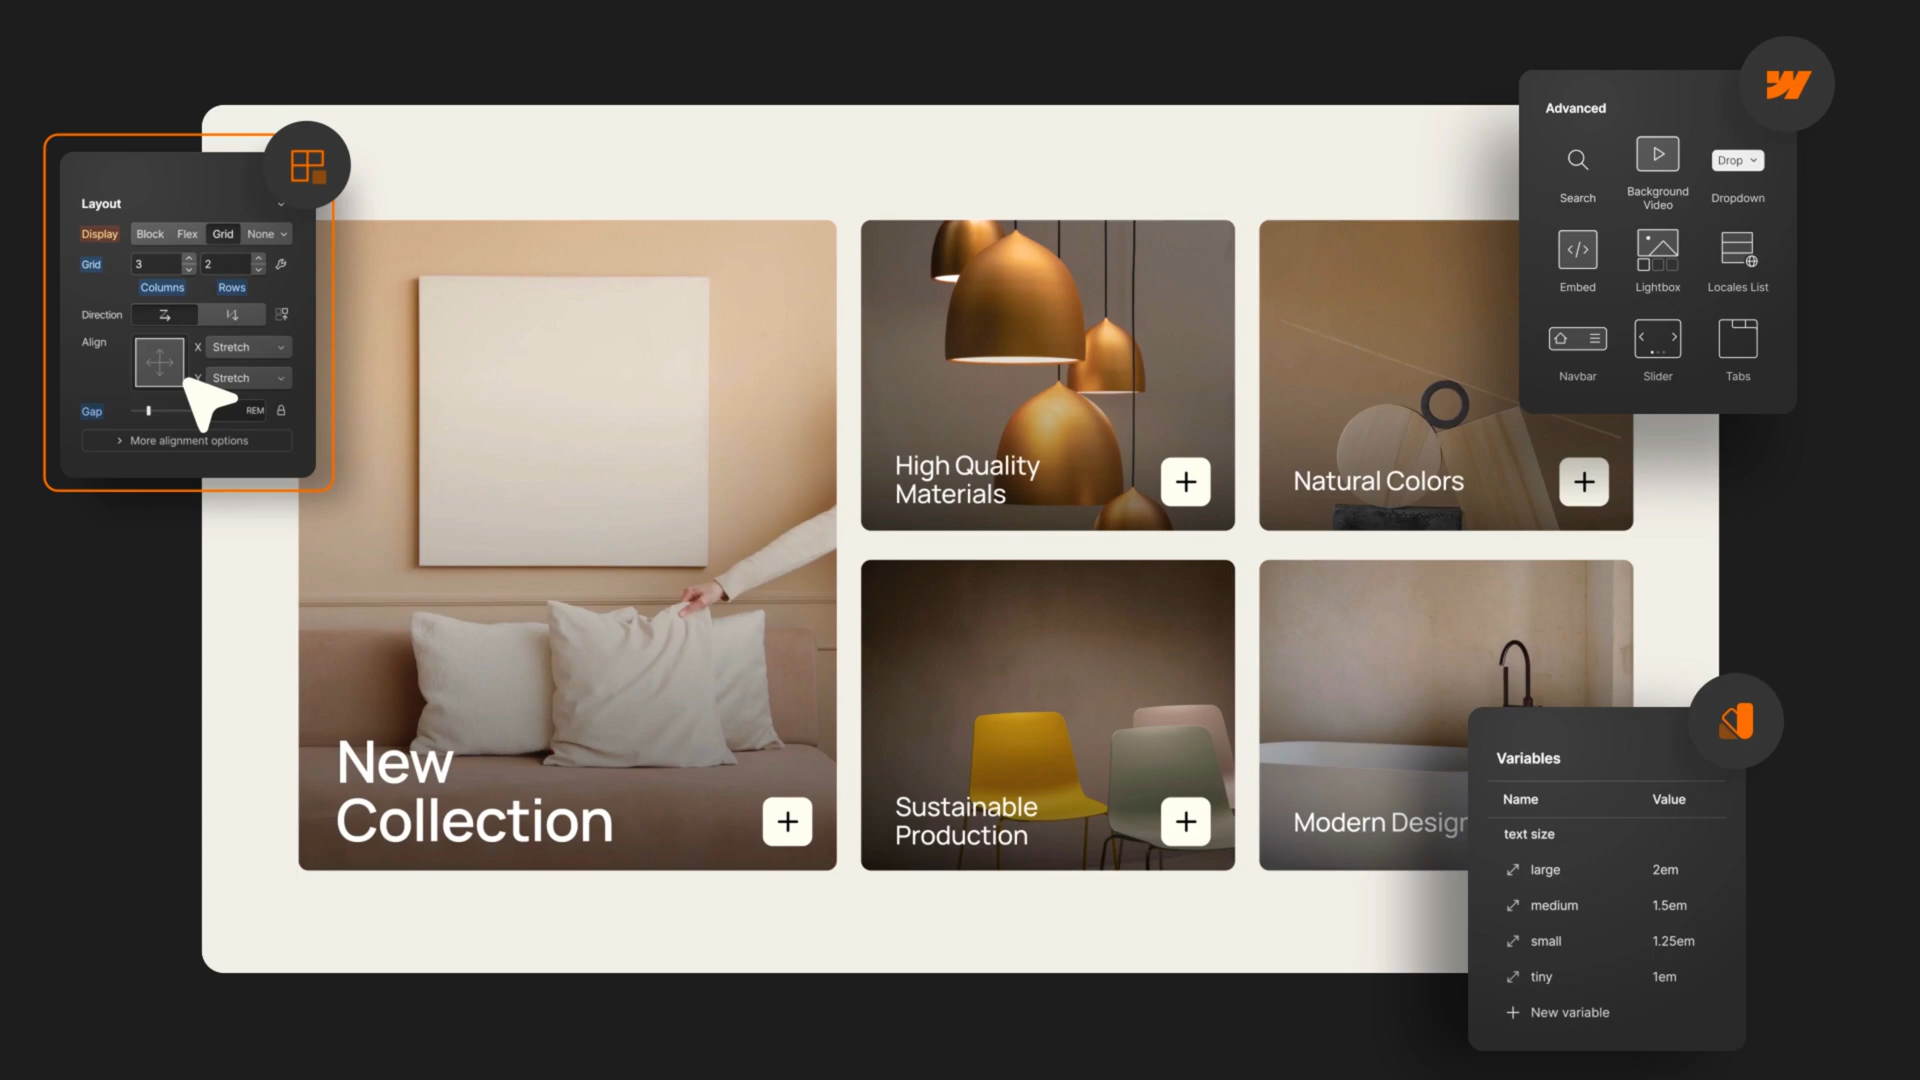 Layout
Display Block Flex Grid None
Grid 3 2
Columns Rows
Direction
Align X Stretch
Y Stretch
Gap REM
More alignment options
New
Collection
High Quality
Materials
Natural Colors
Sustainable
Production
Modern Design
Advanced
Drop
Search
Background
Video
Dropdown
Embed
Lightbox
Locales List
Navbar
Slider
Tabs
Variables
Name Value
text size
large 2em
medium 1.5em
small 1.25em
tiny 1em
New variable